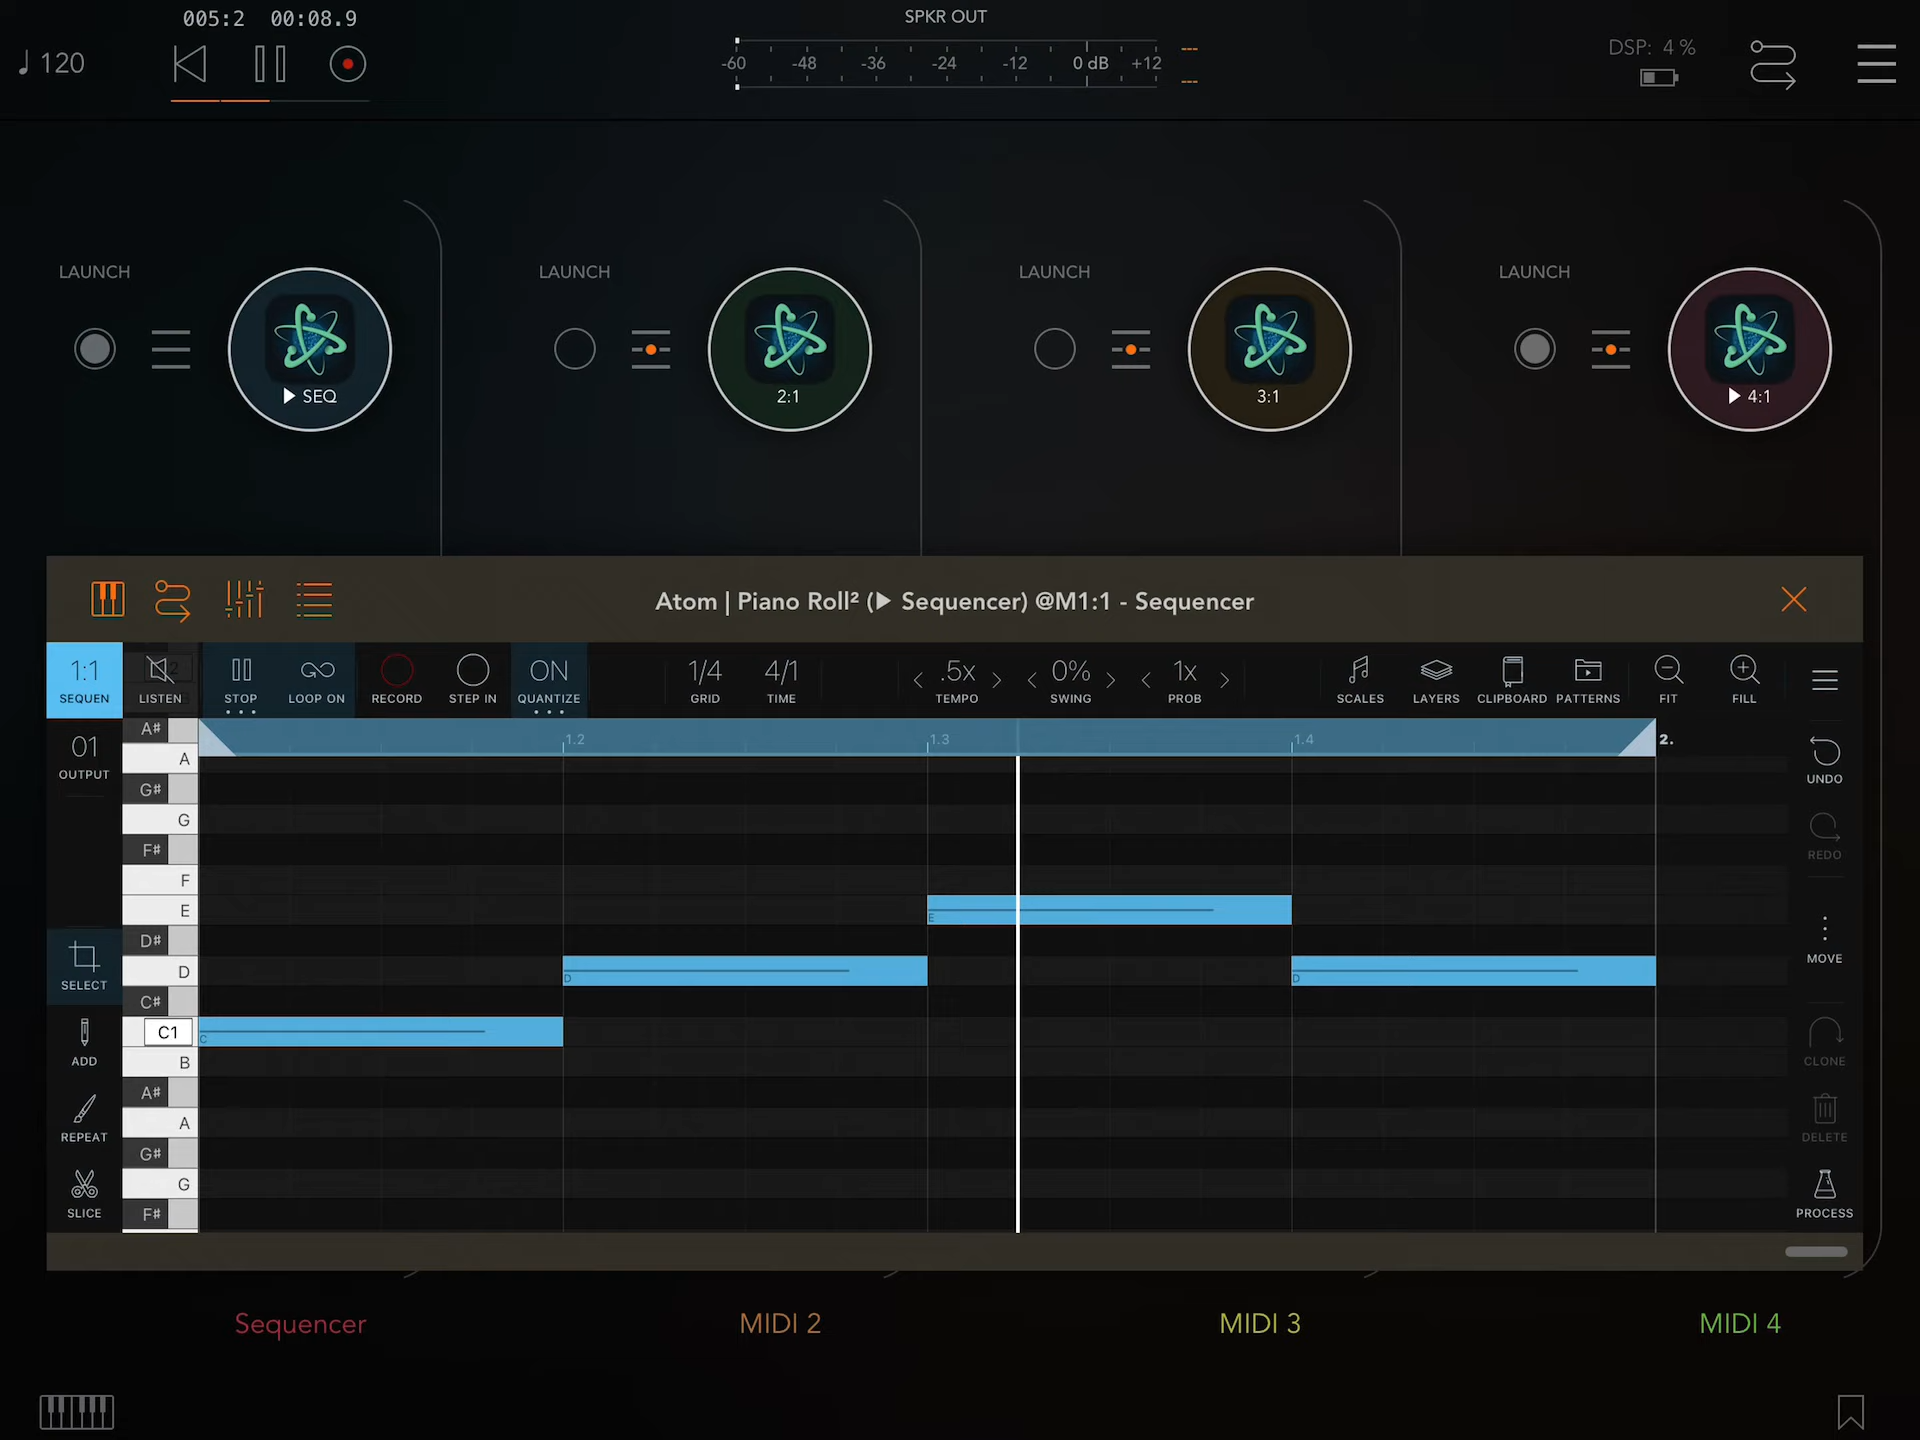 005:2 00:08.9
SPKR OUT
♩ 120
-60 -48 -36 -24 -12 0 dB +12
DSP: 4 %
LAUNCH
SEQ
LAUNCH
2:1
LAUNCH
3:1
LAUNCH
4:1
Atom | Piano Roll² (▶ Sequencer) @M1:1 - Sequencer
1:1
SEQUEN
LISTEN
STOP
LOOP ON
RECORD
STEP IN
ON
QUANTIZE
1/4
GRID
4/1
TIME
.5x
TEMPO
0%
SWING
1x
PROB
SCALES
LAYERS
CLIPBOARD
PATTERNS
FIT
FILL
01
OUTPUT
SELECT
ADD
REPEAT
SLICE
1.2 1.3 1.4 2.
A#
A
G#
G
F#
F
E
D#
D
C#
C1
B
A#
A
G#
G
F#
E
D
D
C
UNDO
REDO
MOVE
CLONE
DELETE
PROCESS
Sequencer
MIDI 2
MIDI 3
MIDI 4